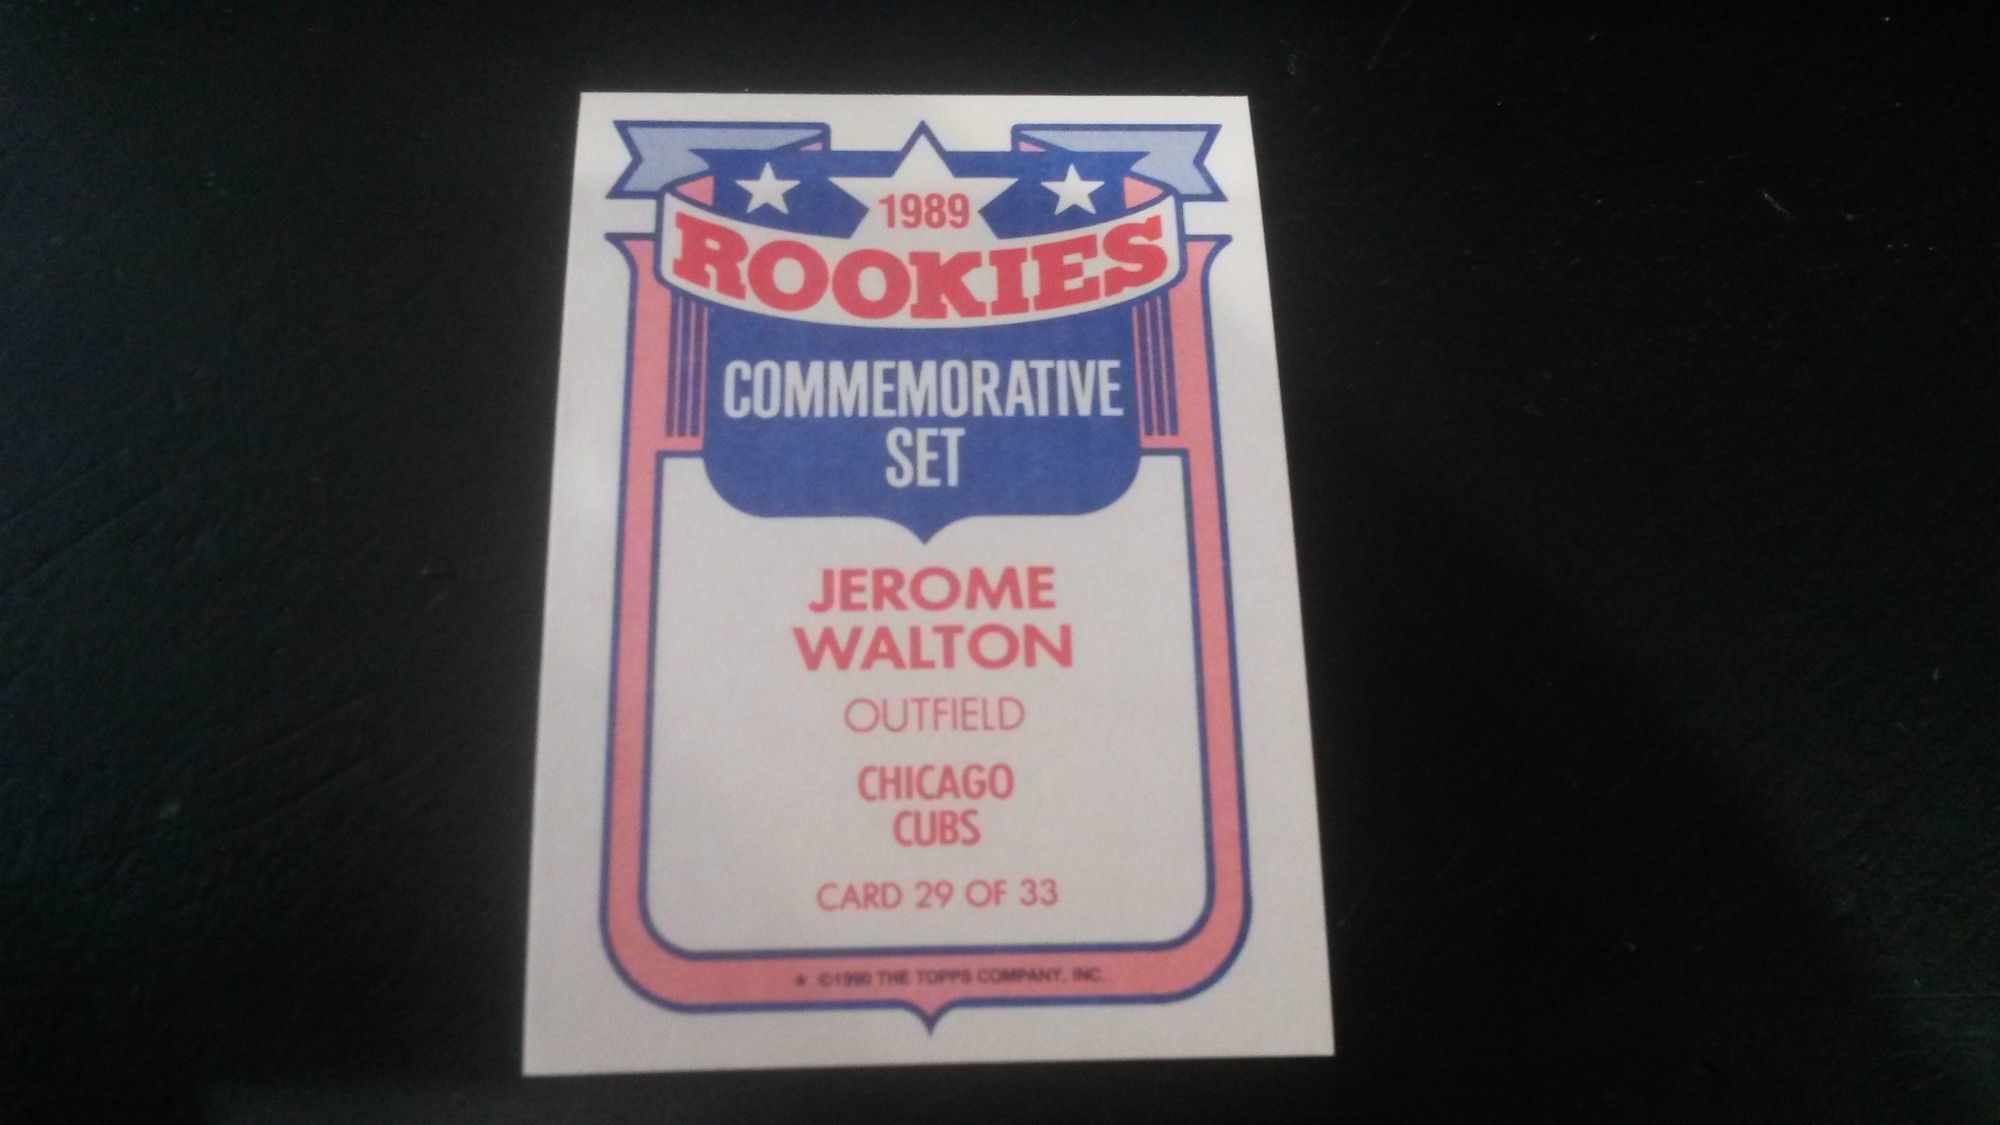 1989
ROOKIES
COMMEMORATIVE
SET
JEROME
WALTON
OUTFIELD
CHICAGO
CUBS
CARD 29 OF 33
★ ©1990 THE TOPPS COMPANY, INC.